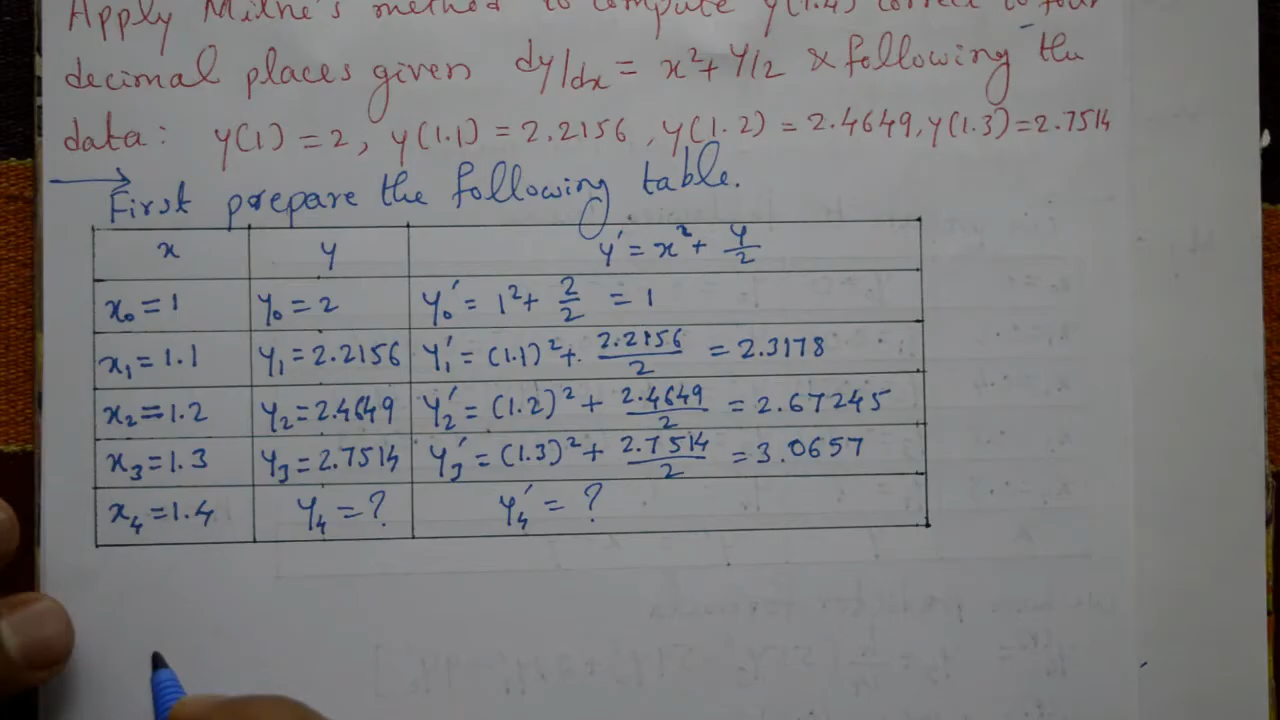 Apply Milne's method to compute y(1.4) correct to four
decimal places given dy/dx = x²+ y/2 & following the
data: y(1) = 2, y(1.1) = 2.2156, y(1.2) = 2.4649, y(1.3) = 2.7514
First prepare the following table.
x y y' = x² + y/2
x₀ = 1 y₀ = 2 y₀' = 1² + 2/2 = 1
x₁ = 1.1 y₁ = 2.2156 y₁' = (1.1)² + 2.2156/2 = 2.3178
x₂ = 1.2 y₂ = 2.4649 y₂' = (1.2)² + 2.4649/2 = 2.67245
x₃ = 1.3 y₃ = 2.7514 y₃' = (1.3)² + 2.7514/2 = 3.0657
x₄ = 1.4 y₄ = ? y₄' = ?